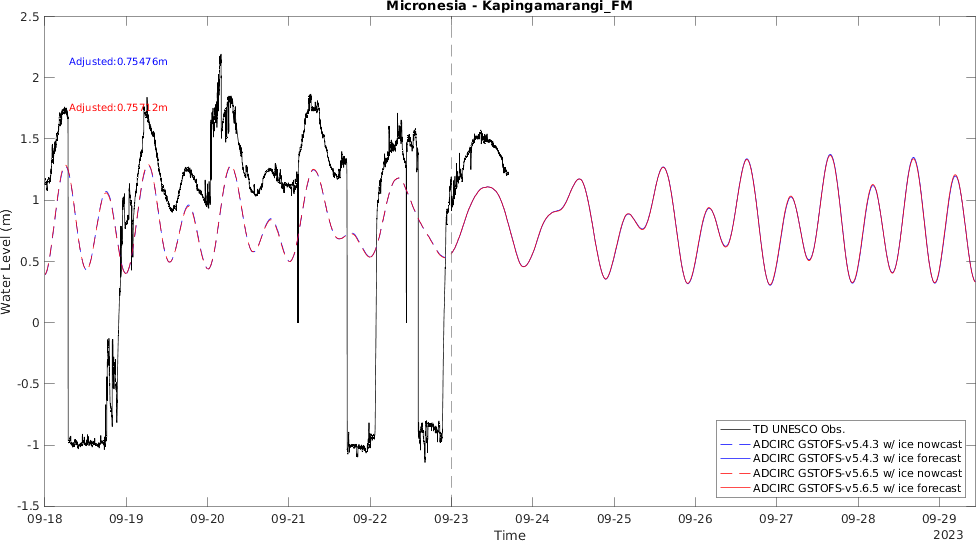 Micronesia - Kapingamarangi_FM
Adjusted:0.75476m
Adjusted:0.75712m
Water Level (m)
2.5
2
1.5
1
0.5
0
-0.5
-1
-1.5
TD UNESCO Obs.
ADCIRC GSTOFS-v5.4.3 w/ ice nowcast
ADCIRC GSTOFS-v5.4.3 w/ ice forecast
ADCIRC GSTOFS-v5.6.5 w/ ice nowcast
ADCIRC GSTOFS-v5.6.5 w/ ice forecast
09-18 09-19 09-20 09-21 09-22 09-23 09-24 09-25 09-26 09-27 09-28 09-29
Time
2023